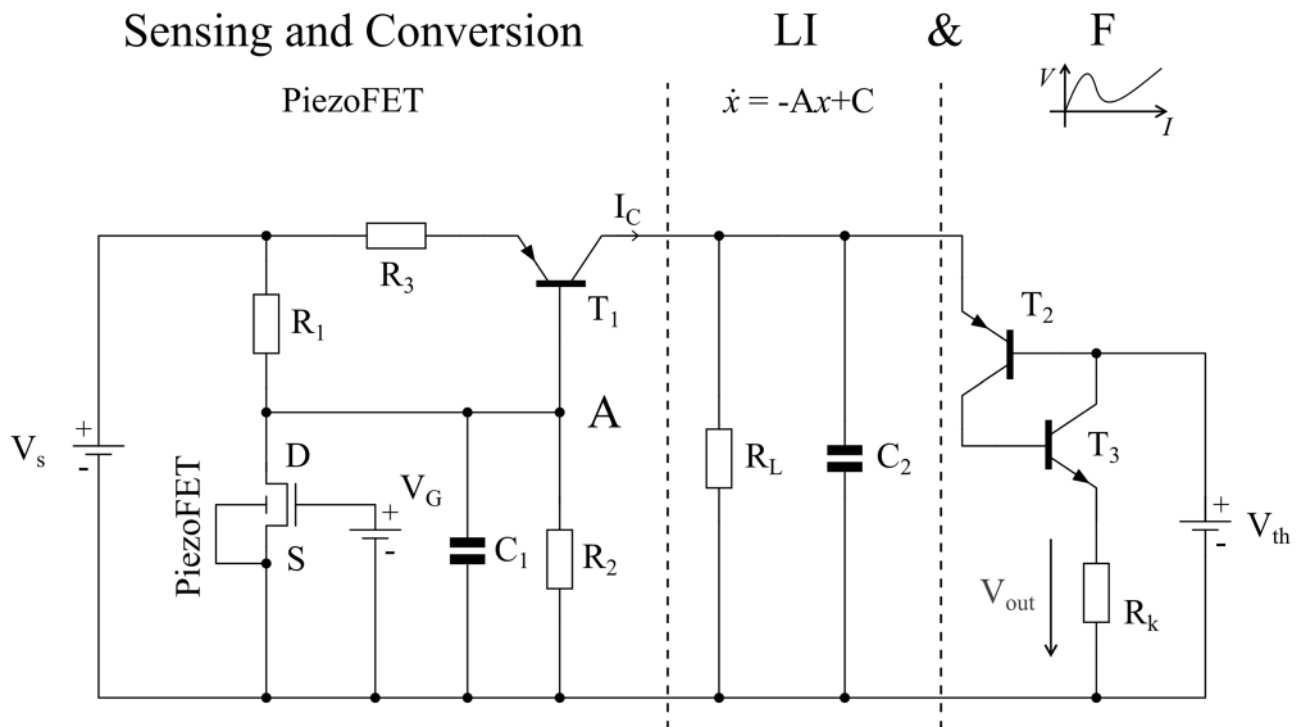 Sensing and Conversion
LI & F
PiezoFET
ẋ = -Ax+C
V
I
I_C
R_3
T_1
R_1
T_2
A
V_s
+
-
D
PiezoFET
S
V_G
+
-
C_1
R_2
R_L
C_2
T_3
V_th
+
-
V_out
R_k